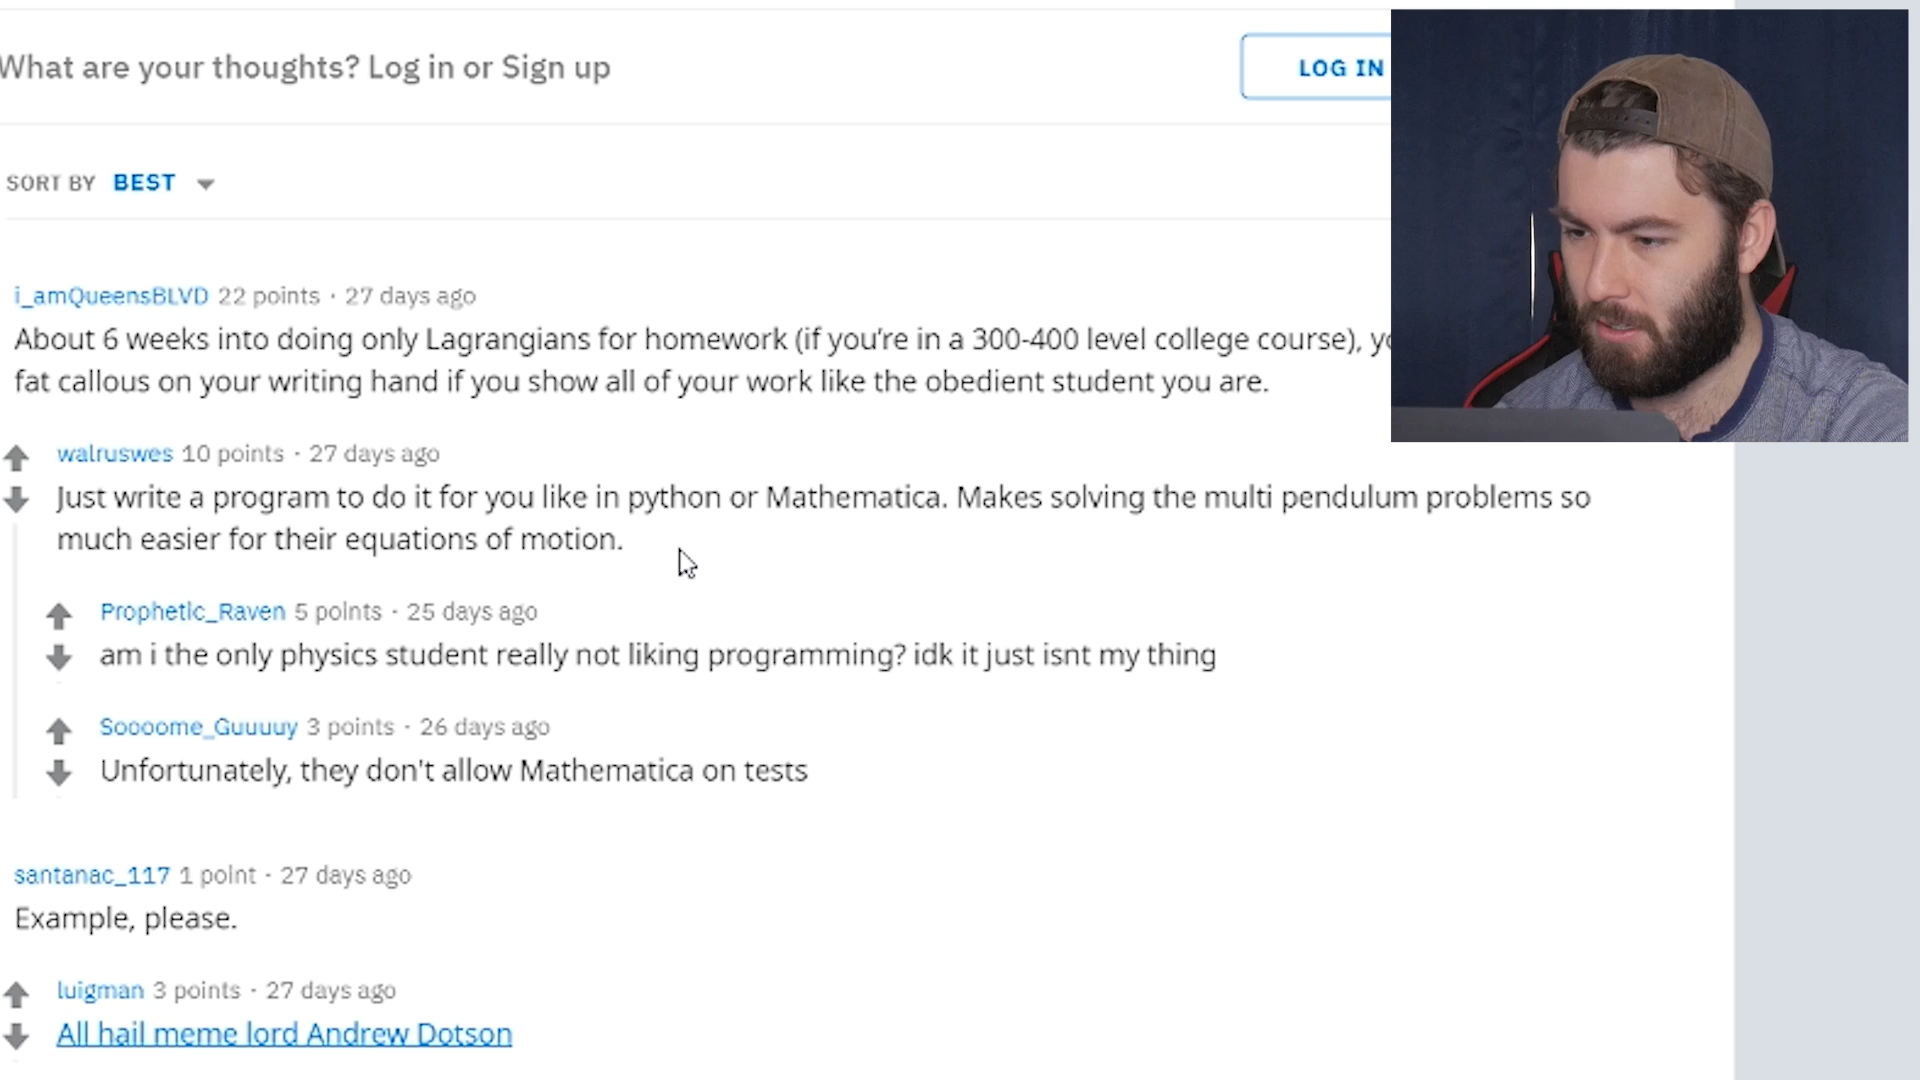 What are your thoughts? Log in or Sign up
LOG IN
SORT BY BEST
i_amQueensBLVD 22 points · 27 days ago
About 6 weeks into doing only Lagrangians for homework (if you're in a 300-400 level college course),
fat callous on your writing hand if you show all of your work like the obedient student you are.
walruswes 10 points · 27 days ago
Just write a program to do it for you like in python or Mathematica. Makes solving the multi pendulum problems so
much easier for their equations of motion.
Prophetic_Raven 5 points · 25 days ago
am i the only physics student really not liking programming? idk it just isnt my thing
Soooome_Guuuuy 3 points · 26 days ago
Unfortunately, they don't allow Mathematica on tests
santanac_117 1 point · 27 days ago
Example, please.
luigman 3 points · 27 days ago
All hail meme lord Andrew Dotson